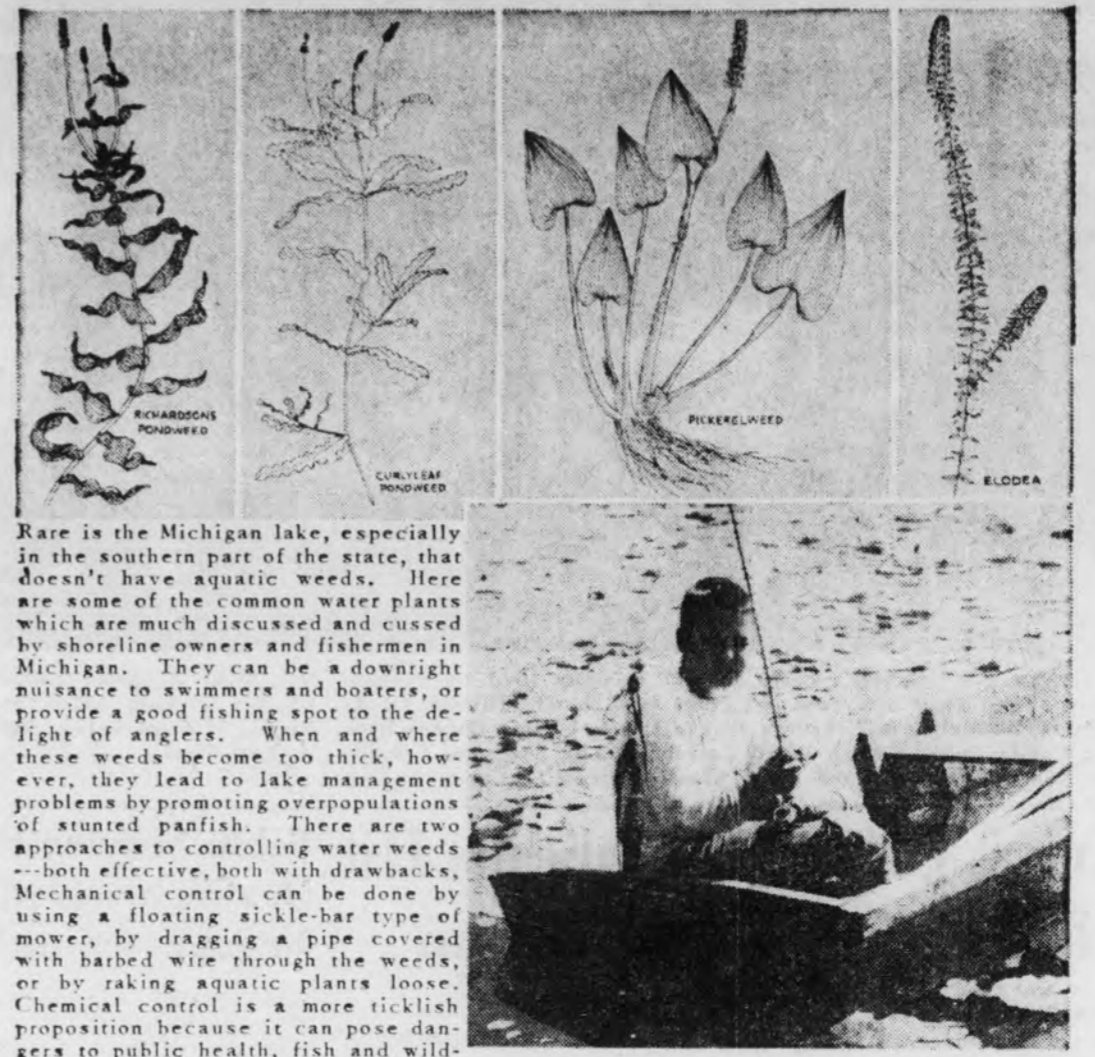 RICHARDSONS
PONDWEED
CURLYLEAF
PONDWEED
PICKERELWEED
ELODEA
Rare is the Michigan lake, especially
in the southern part of the state, that
doesn't have aquatic weeds. Here
are some of the common water plants
which are much discussed and cussed
by shoreline owners and fishermen in
Michigan. They can be a downright
nuisance to swimmers and boaters, or
provide a good fishing spot to the de-
light of anglers. When and where
these weeds become too thick, how-
ever, they lead to lake management
problems by promoting overpopulations
of stunted panfish. There are two
approaches to controlling water weeds
---both effective, both with drawbacks,
Mechanical control can be done by
using a floating sickle-bar type of
mower, by dragging a pipe covered
with barbed wire through the weeds,
or by raking aquatic plants loose.
Chemical control is a more ticklish
proposition because it can pose dan-
gers to public health, fish and wild-